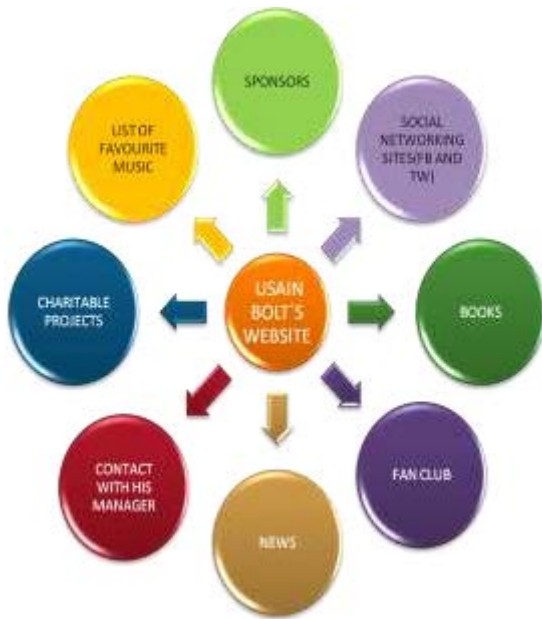 SPONSORS
LIST OF
FAVOURITE
MUSIC
SOCIAL
NETWORKING
SITES(FB AND
TW)
USAIN
BOLT´S
WEBSITE
CHARITABLE
PROJECTS
BOOKS
CONTACT
WITH HIS
MANAGER
FAN CLUB
NEWS